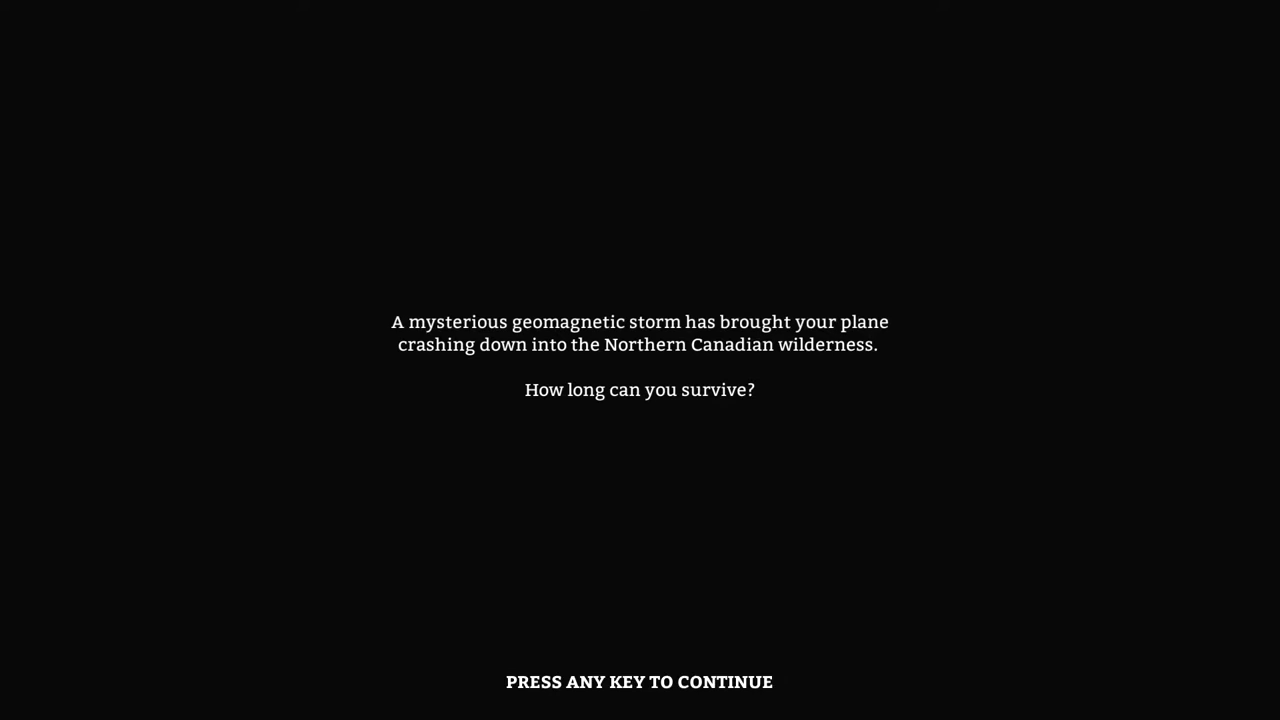 A mysterious geomagnetic storm has brought your plane
crashing down into the Northern Canadian wilderness.
How long can you survive?
PRESS ANY KEY TO CONTINUE